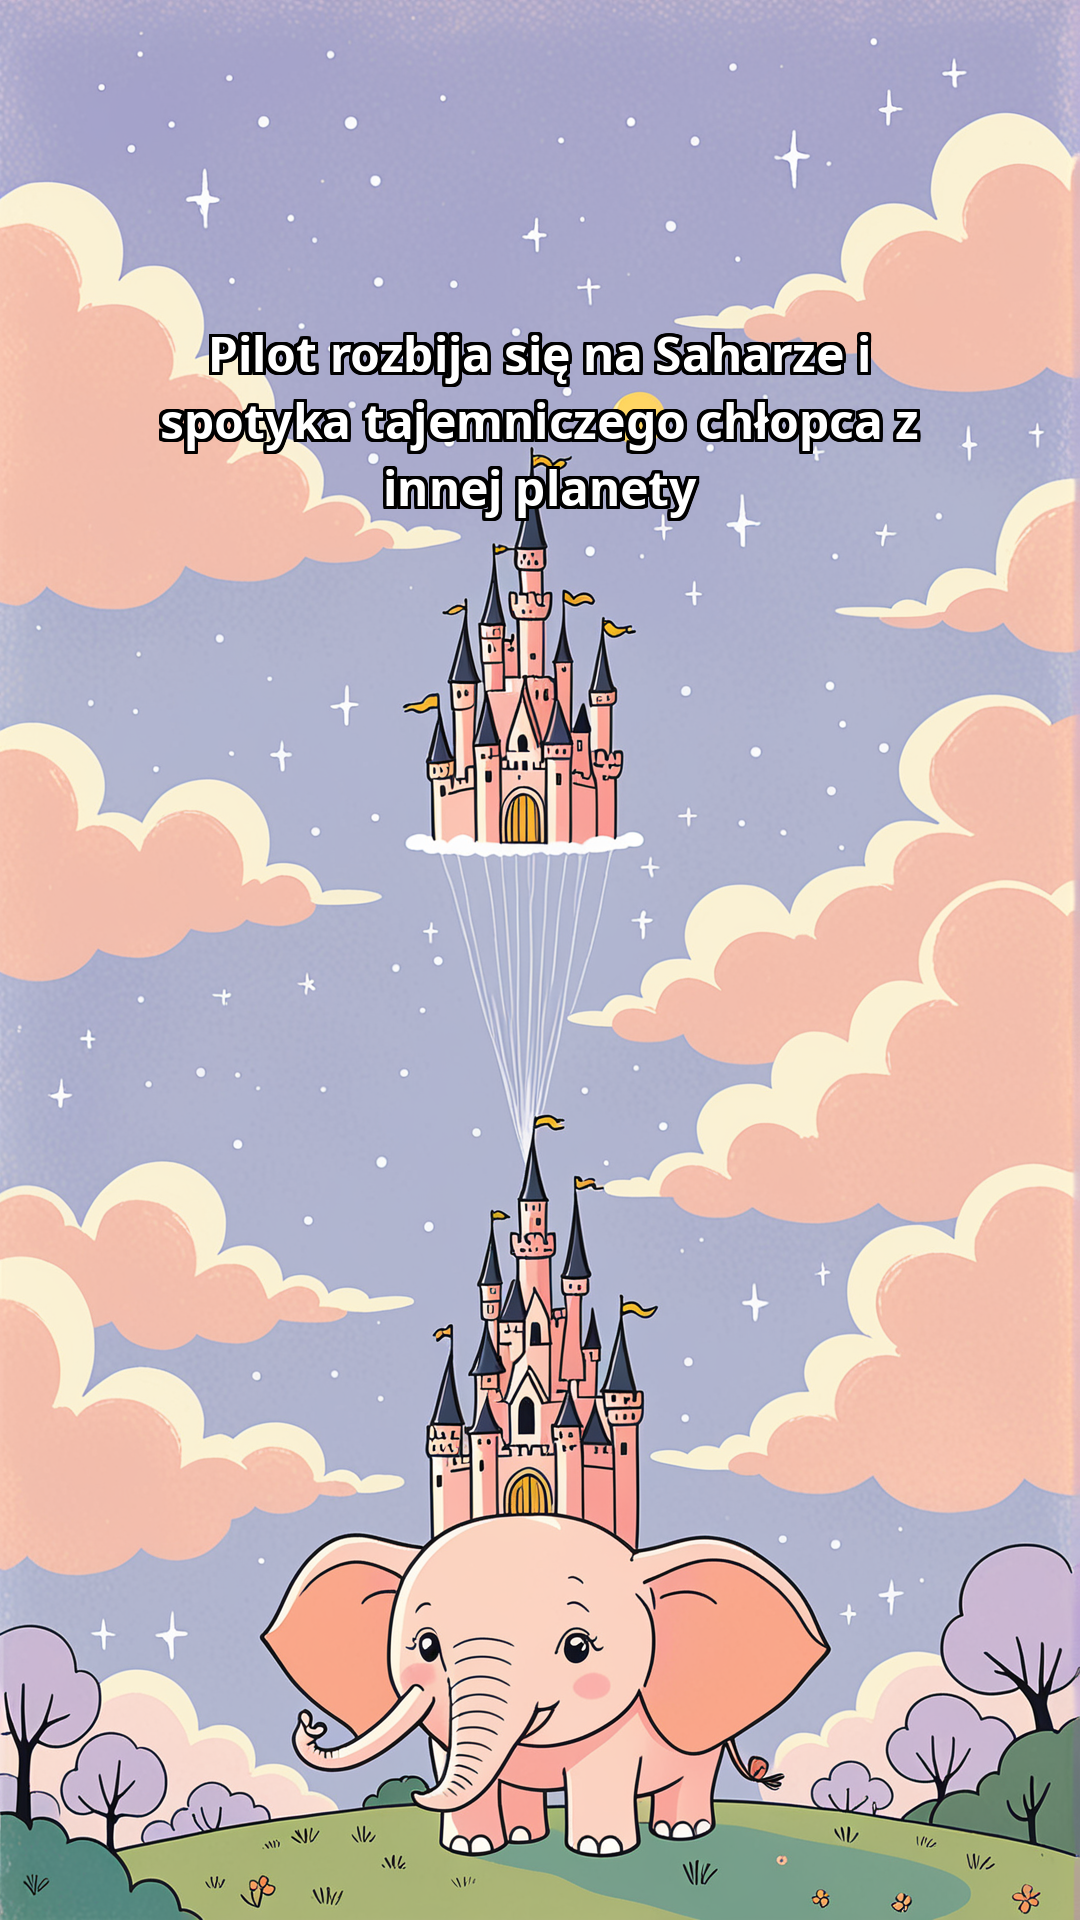 Pilot rozbija się na Saharze i
spotyka tajemniczego chłopca z
innej planety